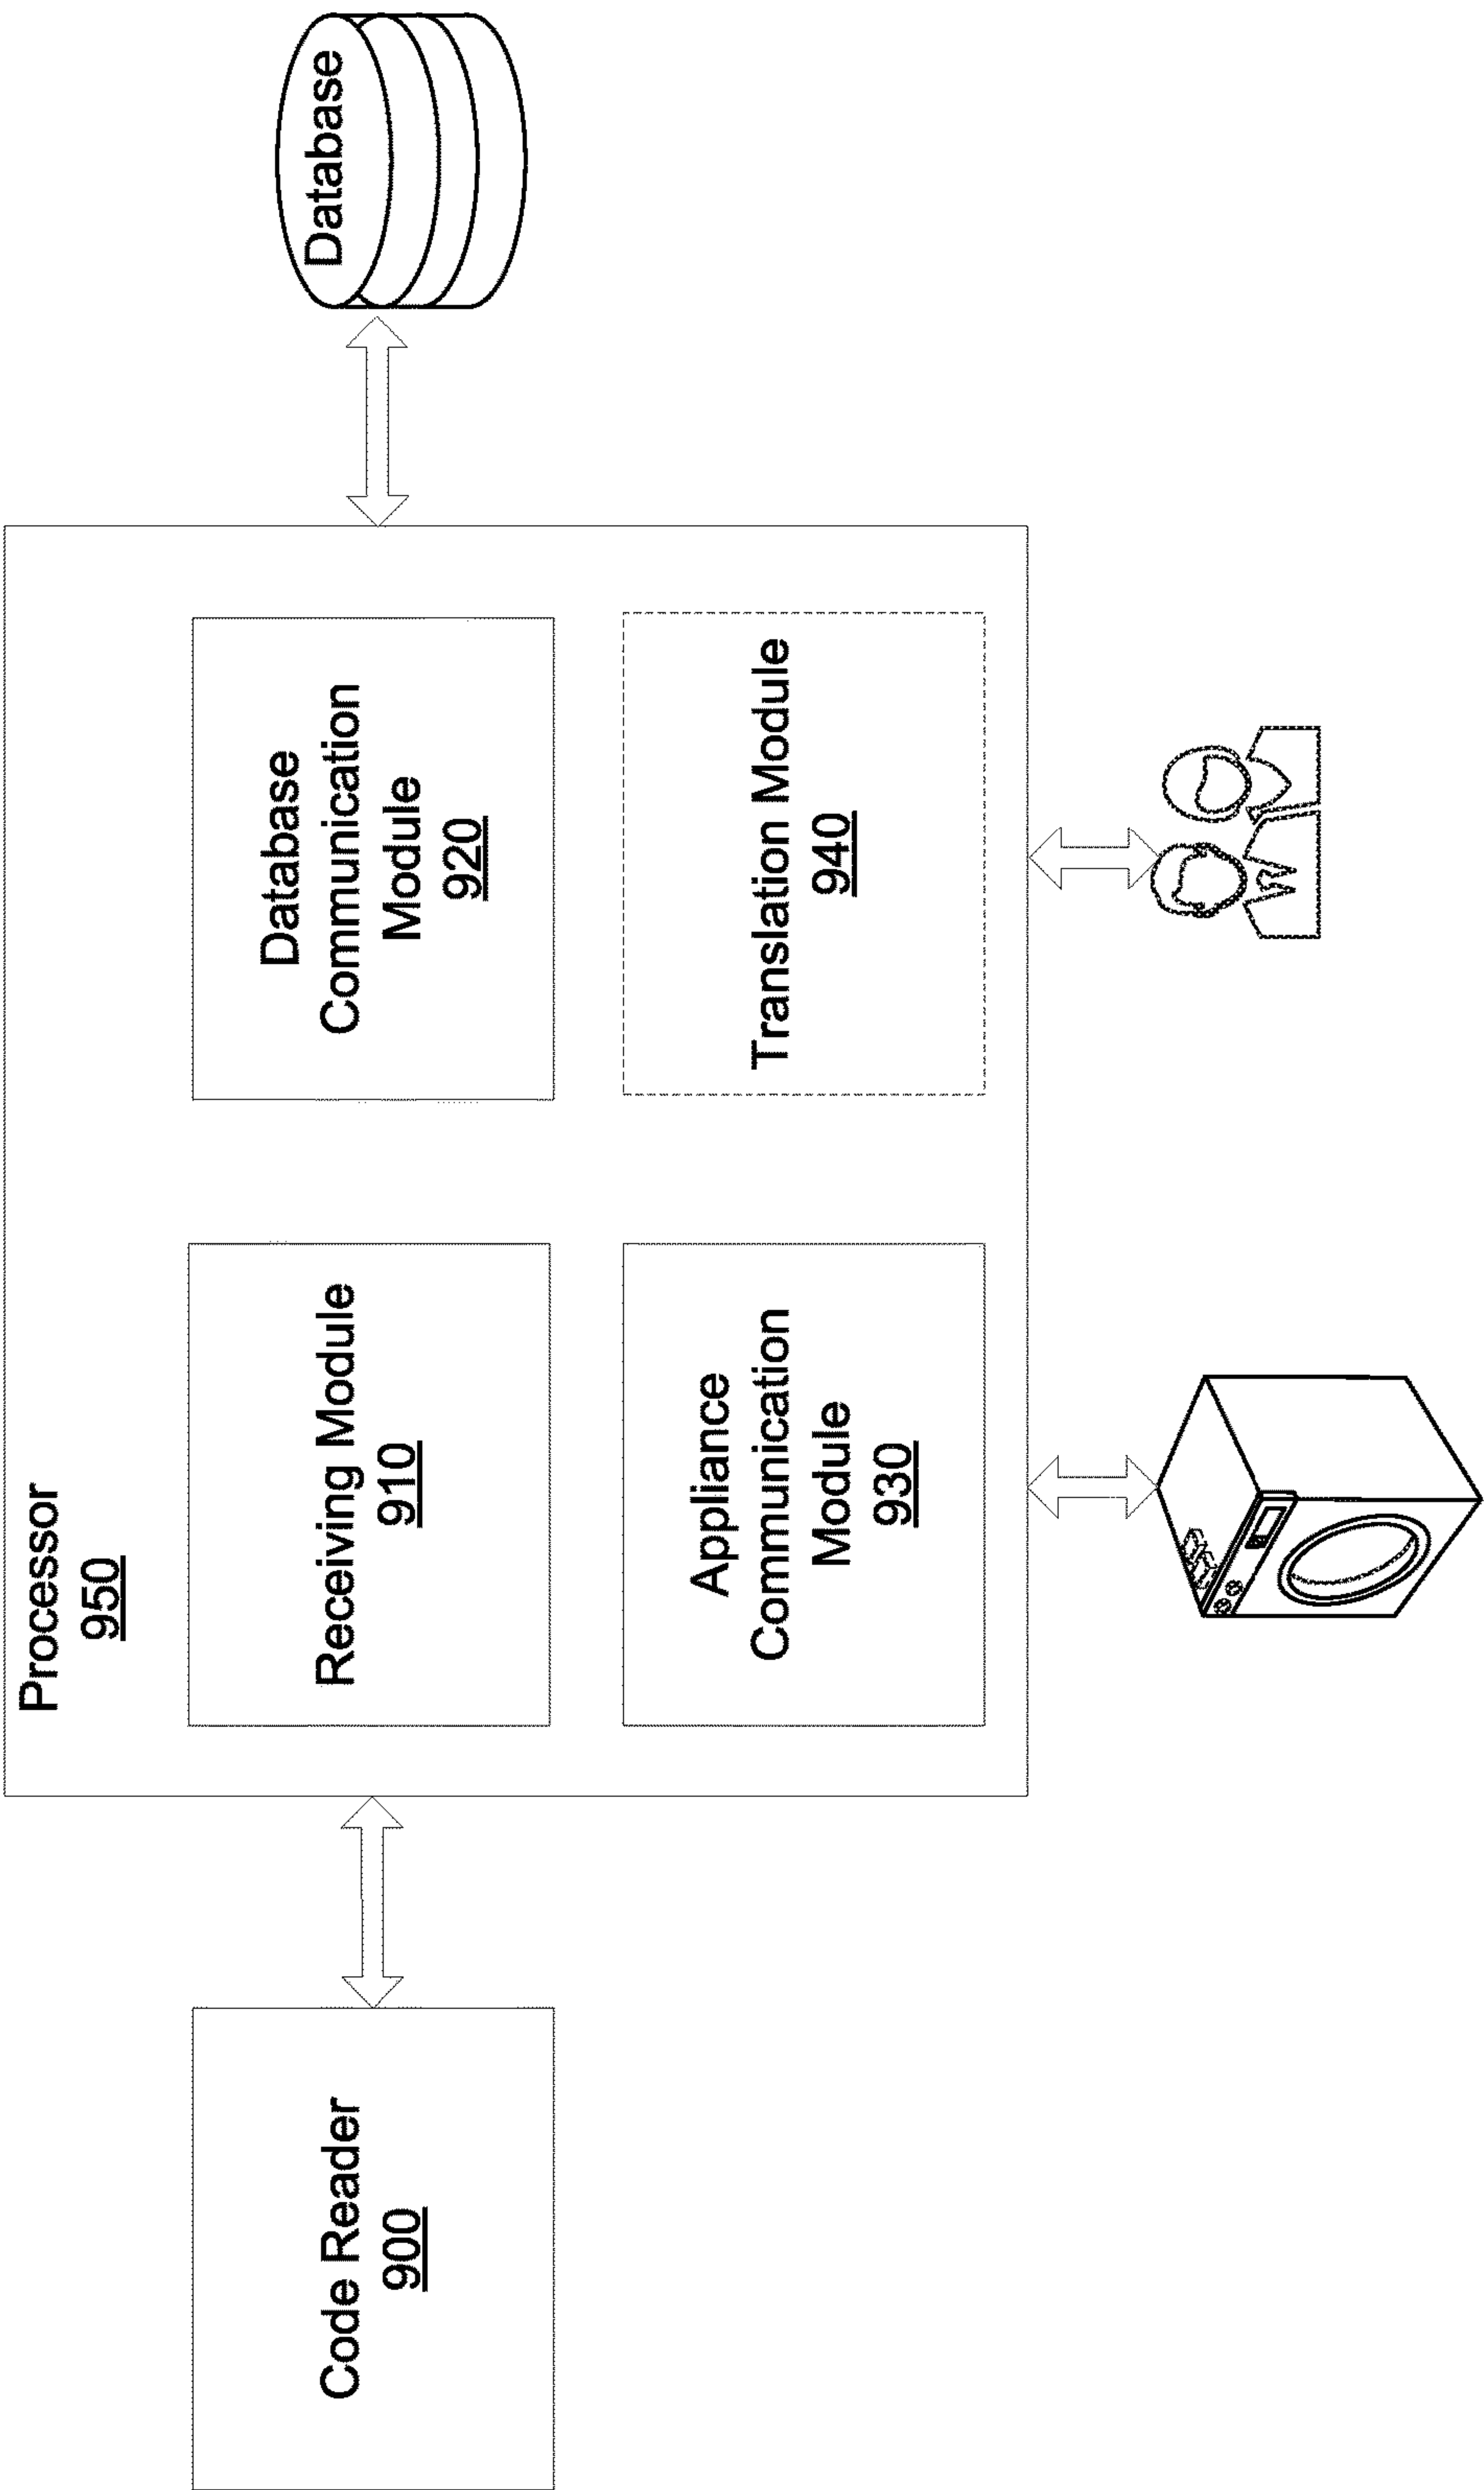 Processor
950
Code Reader
900
Receiving Module
910
Database
Communication
Module
920
Appliance
Communication
Module
930
Translation Module
940
Database